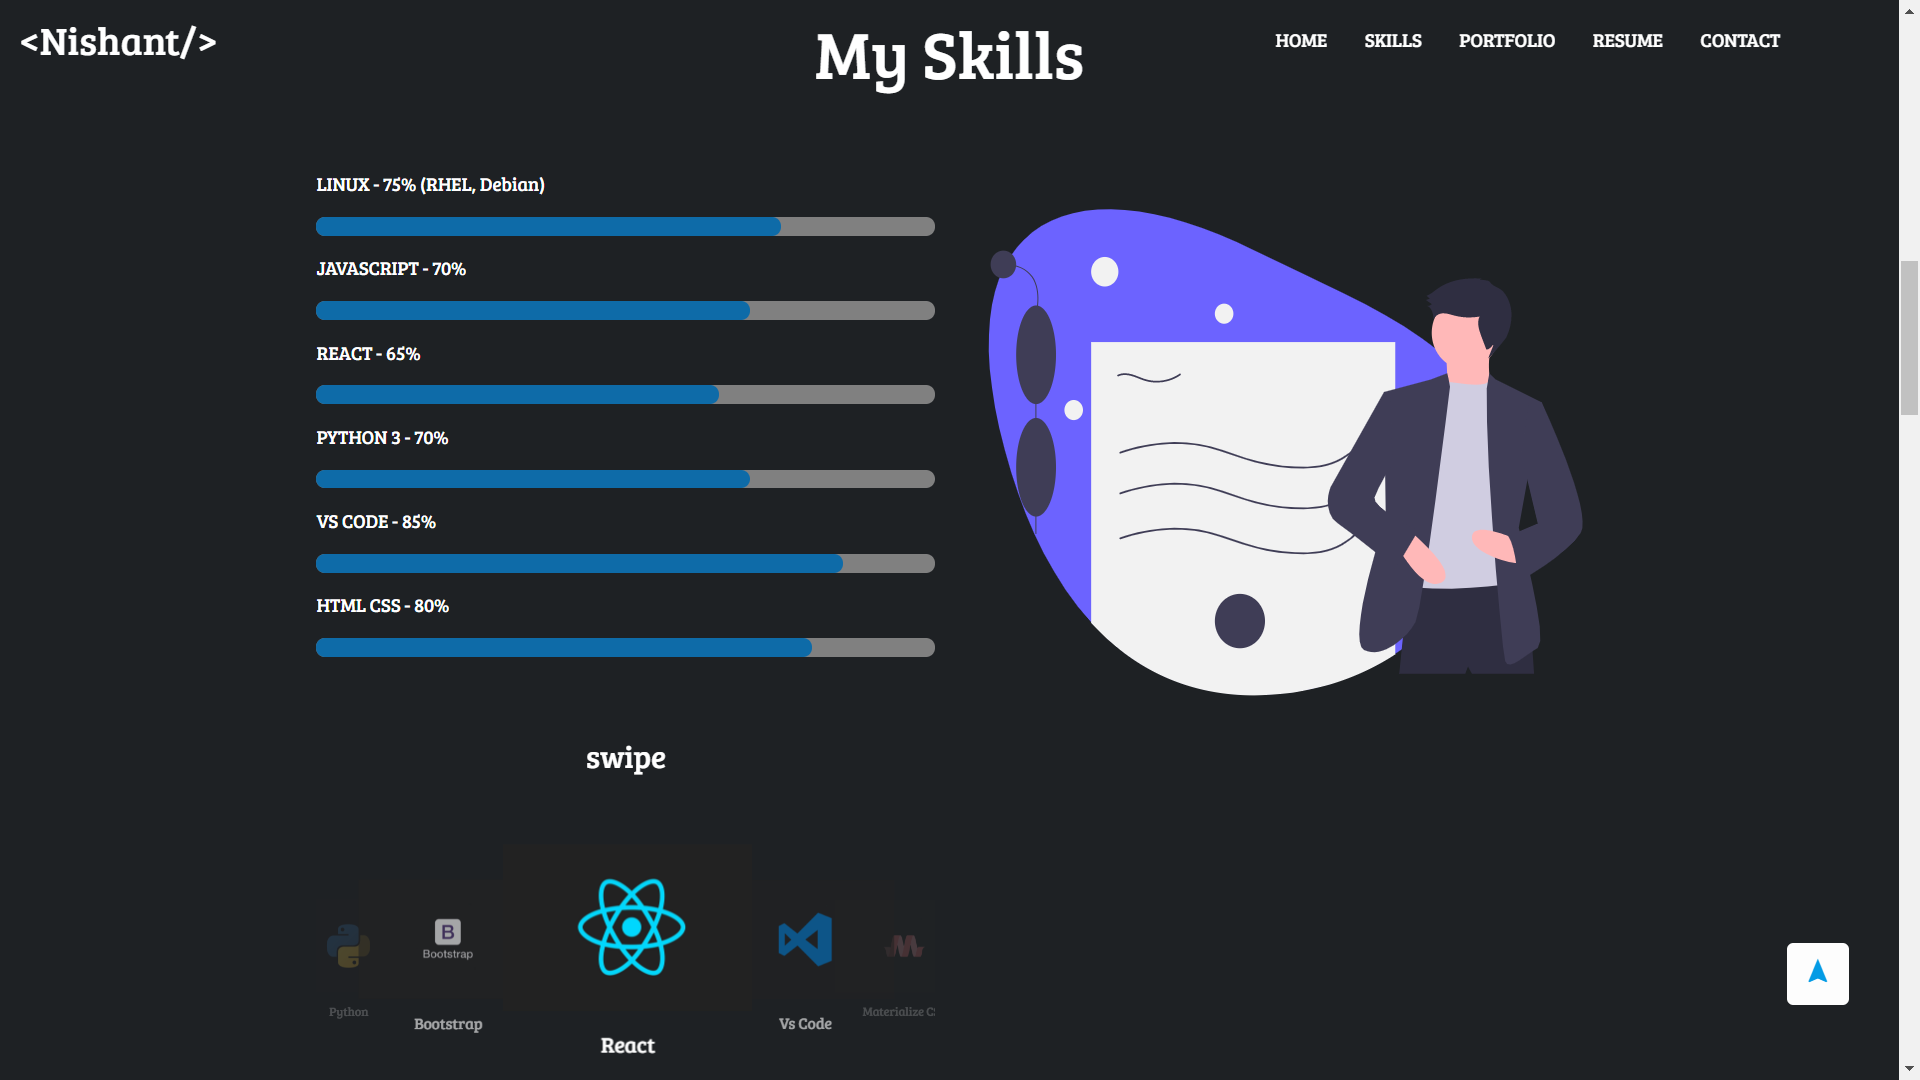 <Nishant/>
My Skills
HOME SKILLS PORTFOLIO RESUME CONTACT
LINUX - 75% (RHEL, Debian)
JAVASCRIPT - 70%
REACT - 65%
PYTHON 3 - 70%
VS CODE - 85%
HTML CSS - 80%
swipe
B
Bootstrap
Python
Bootstrap
React
Vs Code
Materialize C